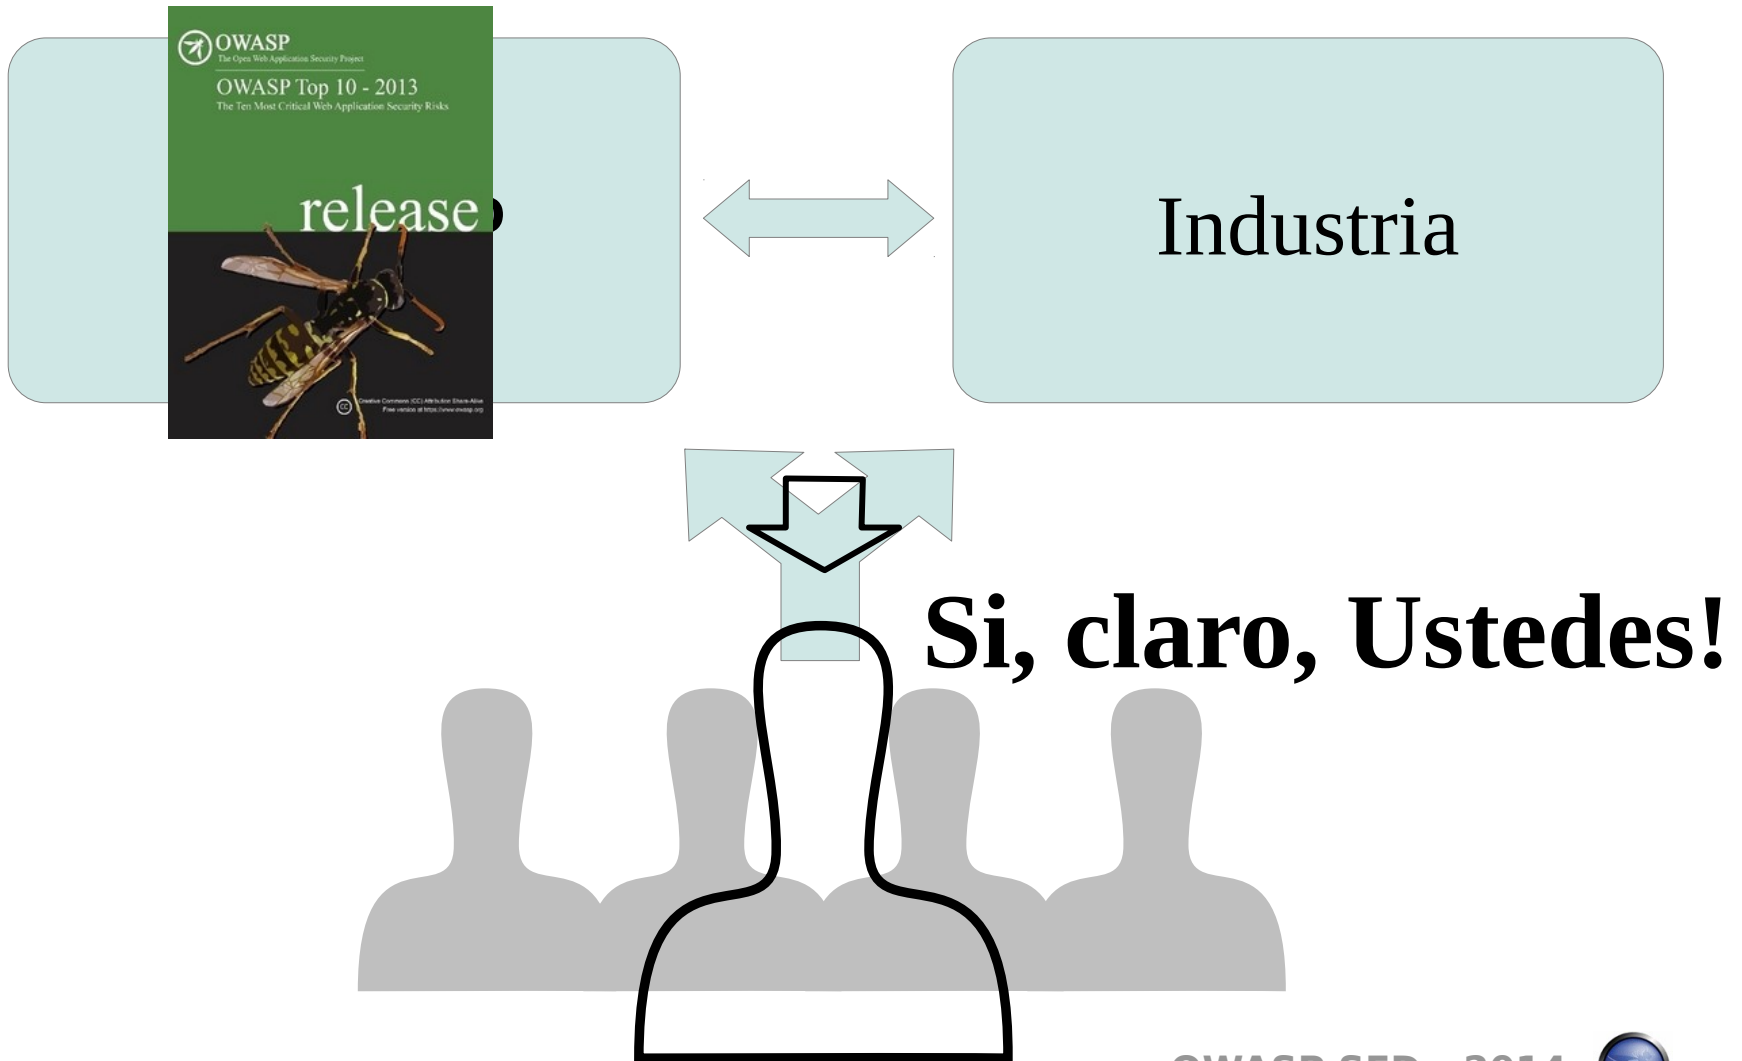 OWASP
The Open Web Application Security Project
OWASP Top 10 - 2013
The Ten Most Critical Web Application Security Risks
release
Creative Commons (CC) Attribution Share-Alike
Free version at https://www.owasp.org
Industria
Si, claro, Ustedes!